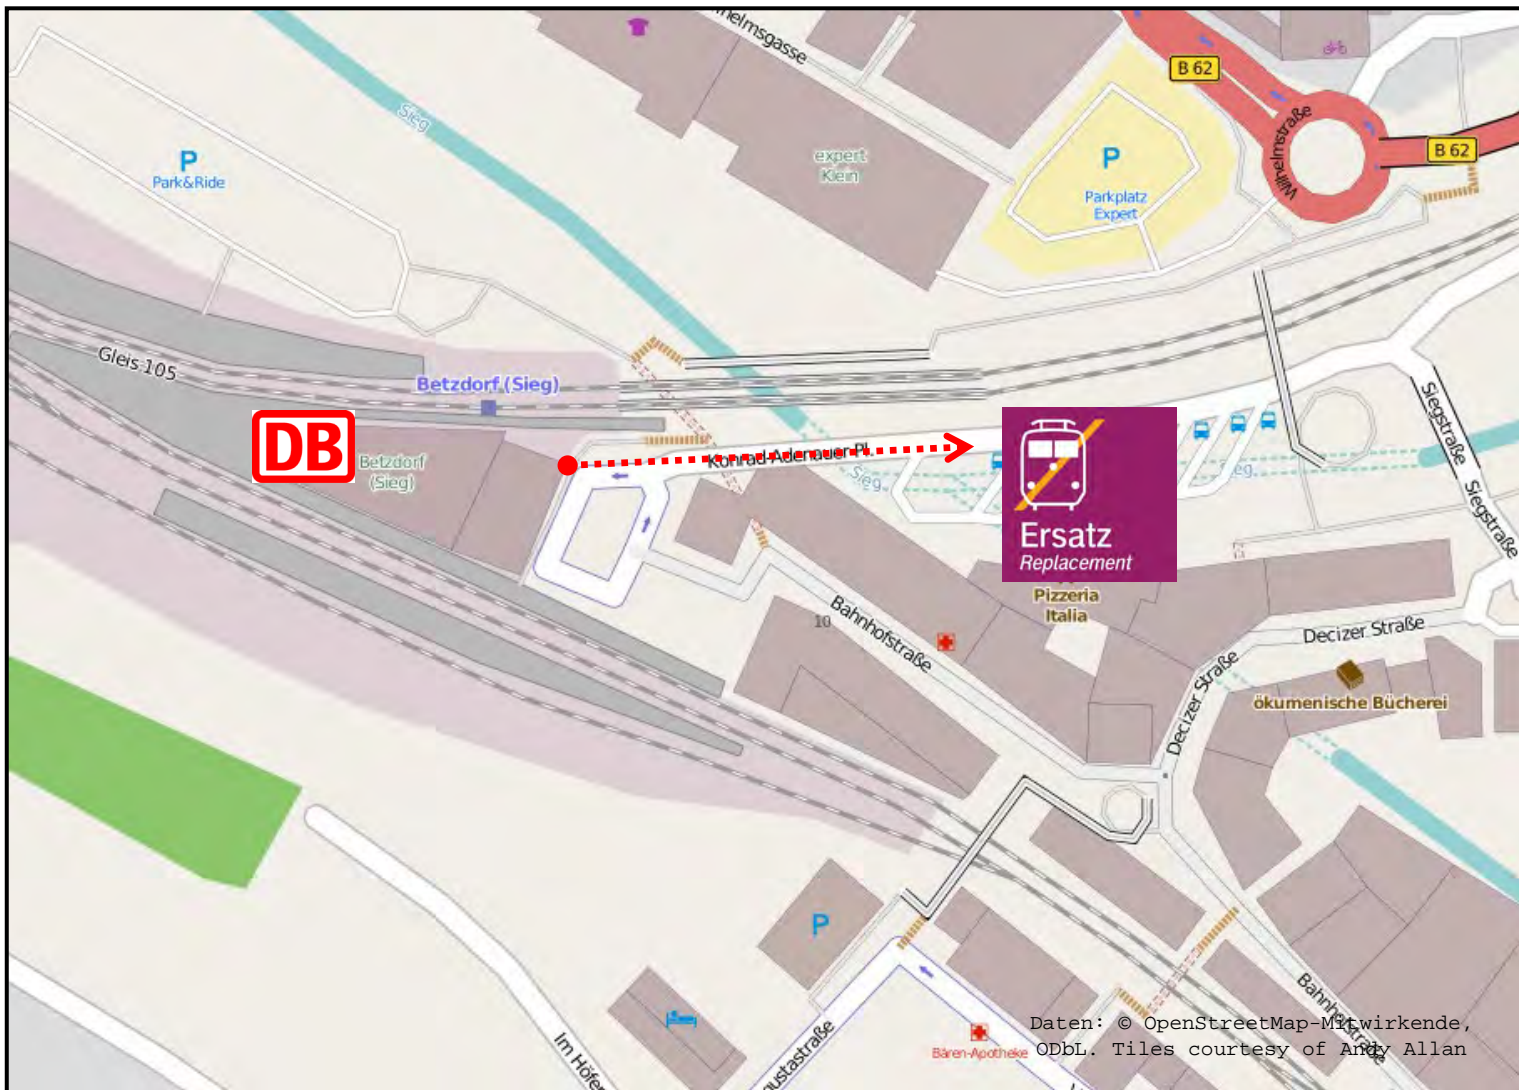 helmsgasse
B 62
Wilhelmstraße
B 62
Sieg
P
Park&Ride
expert
Klein
P
Parkplatz
Expert
Gleis 105
Betzdorf (Sieg)
DB
Betzdorf
(Sieg)
Konrad-Adenauer-Pl.
Sieg
Sieg
Siegstraße
Siegstraße
Ersatz
Replacement
Pizzeria
Italia
10
Bahnhofstraße
Decizer Straße
Decizer Straße
ökumenische Bücherei
P
Bahnhofstraße
Im Höfer
gustastraße
Bären-Apotheke
Daten: © OpenStreetMap-Mitwirkende,
ODbL. Tiles courtesy of Andy Allan